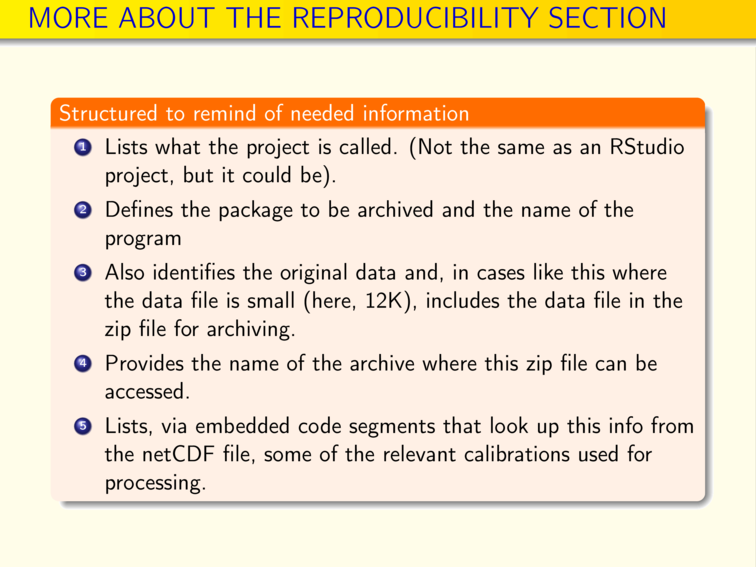 MORE ABOUT THE REPRODUCIBILITY SECTION
Structured to remind of needed information
1 Lists what the project is called. (Not the same as an RStudio
project, but it could be).
2 Defines the package to be archived and the name of the
program
3 Also identifies the original data and, in cases like this where
the data file is small (here, 12K), includes the data file in the
zip file for archiving.
4 Provides the name of the archive where this zip file can be
accessed.
5 Lists, via embedded code segments that look up this info from
the netCDF file, some of the relevant calibrations used for
processing.